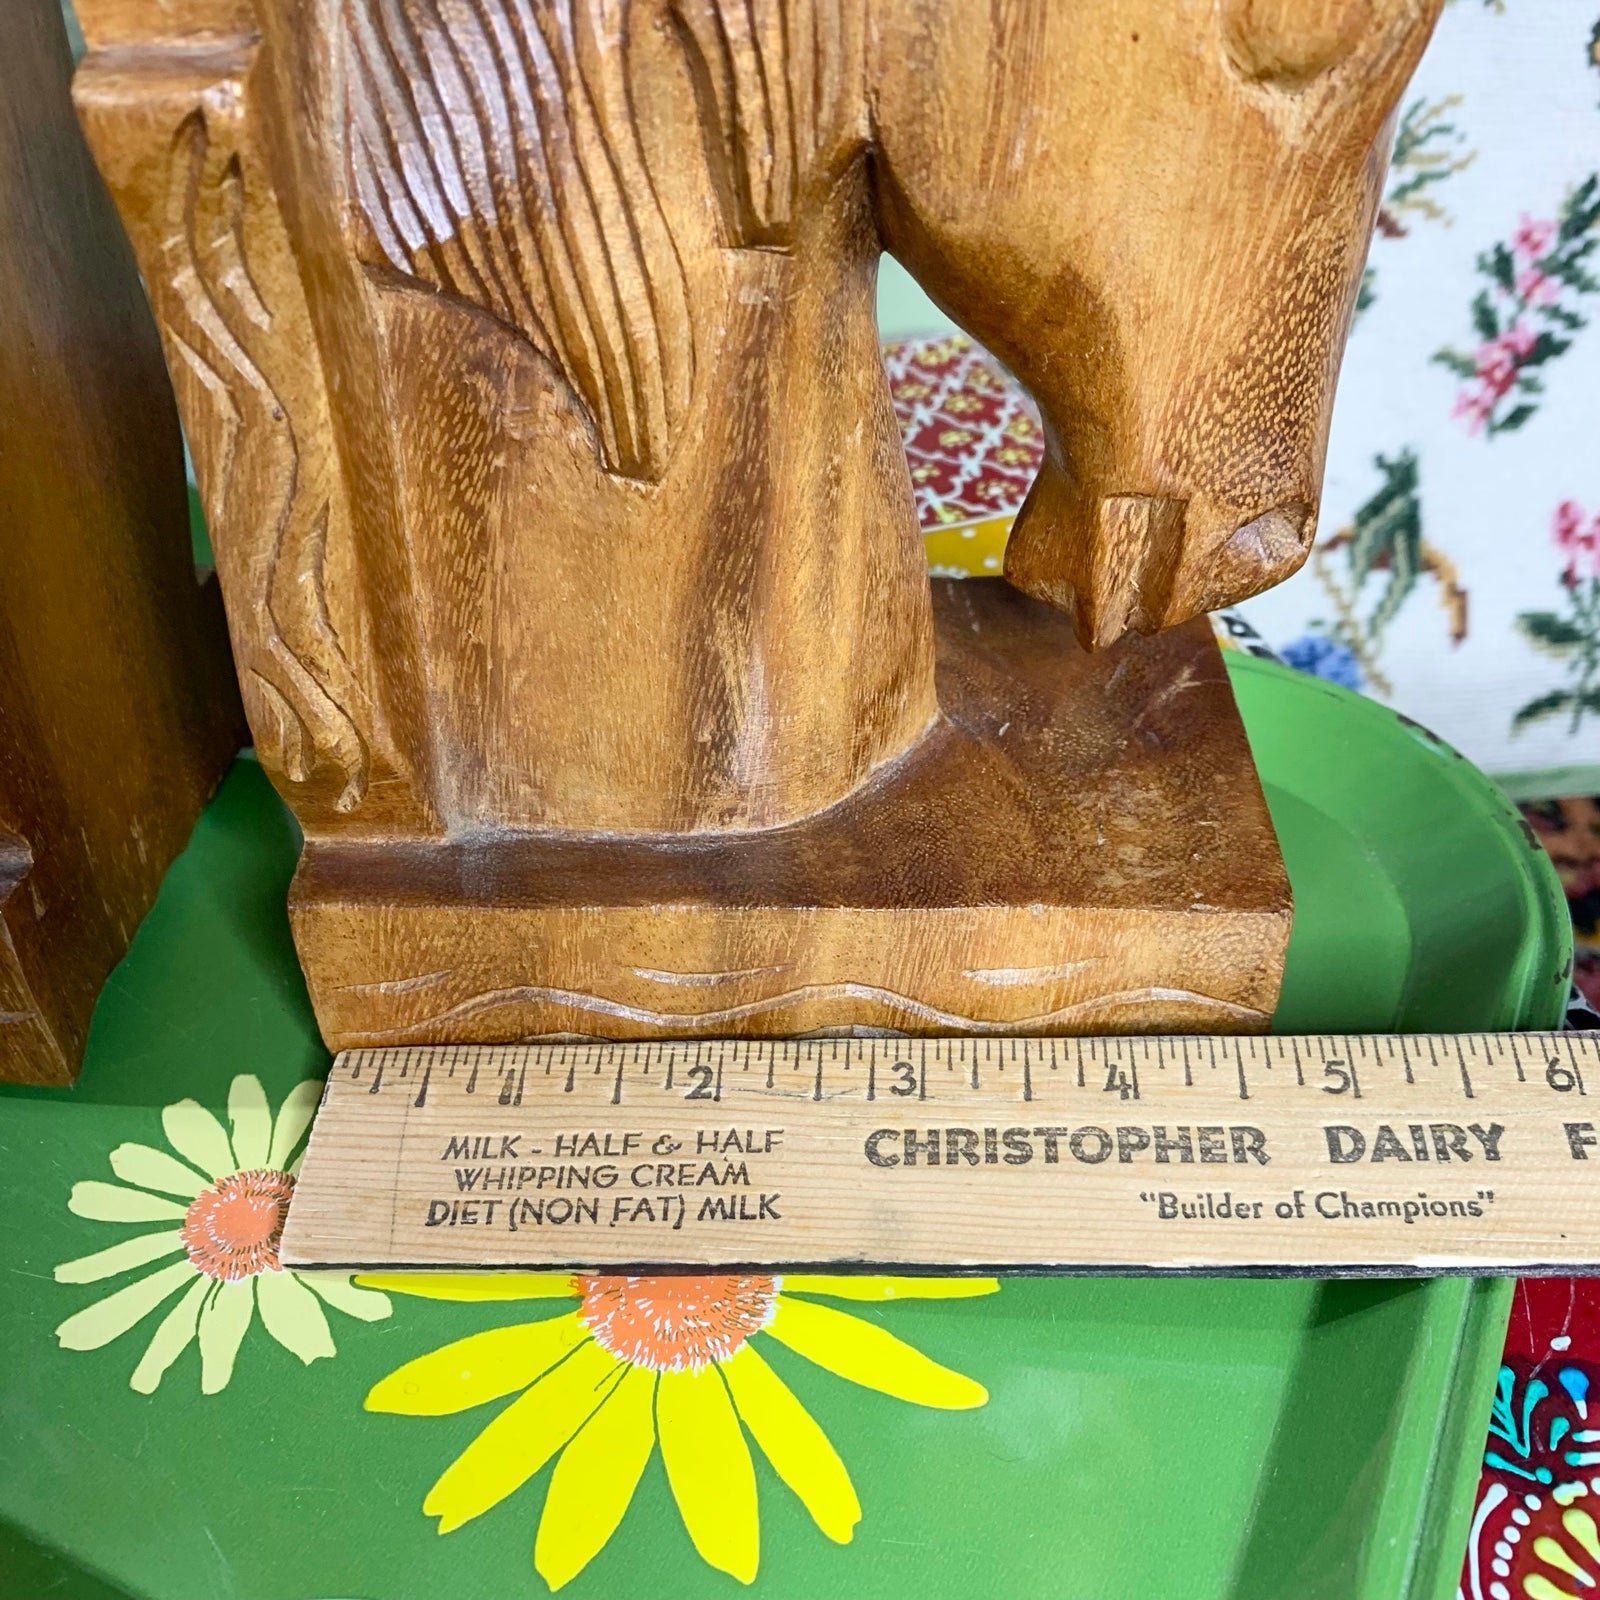 1 2 3 4 5 6
MILK - HALF & HALF
WHIPPING CREAM
DIET (NON FAT) MILK
CHRISTOPHER DAIRY F
"Builder of Champions"